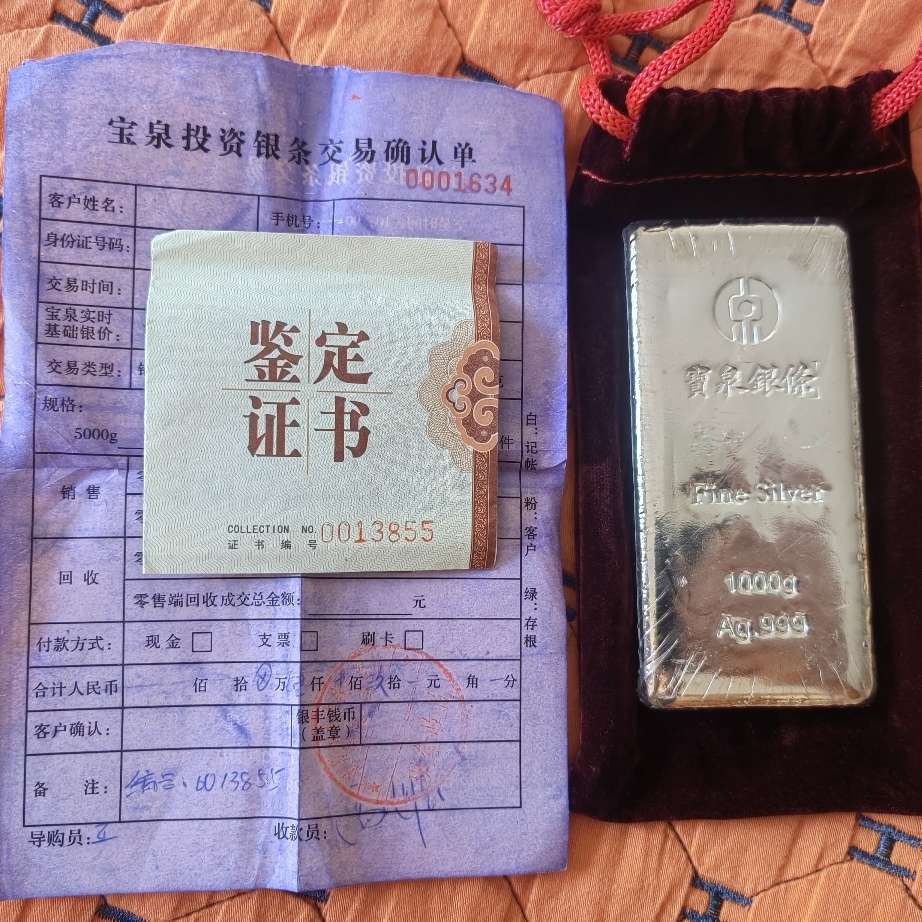 宝泉投资银条交易确认单
0001634
客户姓名:
手机号:
身份证号码:
交易时间:
宝泉实时
基础银价:
交易类型:
规格:
5000g
件
销售
回收
零售端回收成交总金额: 元
付款方式: 现金 支票 刷卡
合计人民币 佰 拾 万 仟 佰 拾 元 角 分
客户确认:
银丰钱币
(盖章)
备 注: 编号:0013855
导购员:
收款员:
白:记帐 粉:客户 绿:存根
鉴定
证书
COLLECTION NO.
证书编号
0013855
寶泉銀條
Fine Silver
1000g
Ag.999